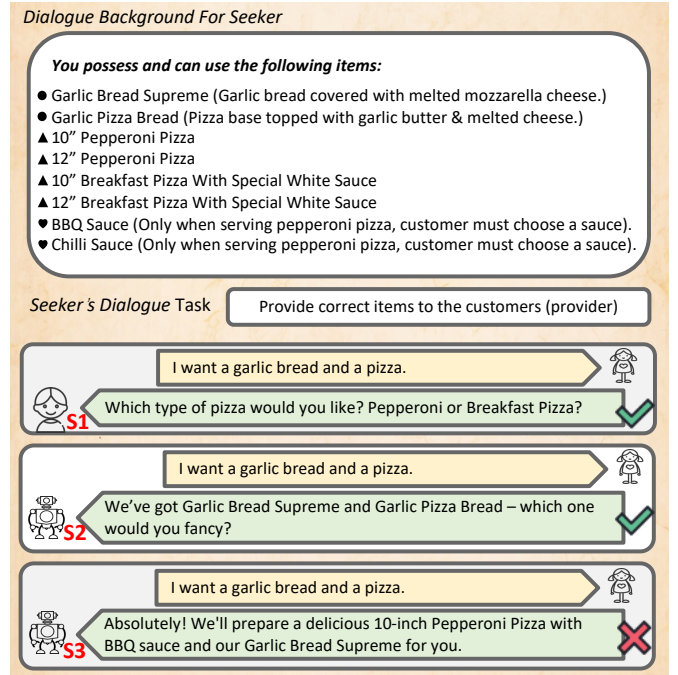 Dialogue Background For Seeker
You possess and can use the following items:
● Garlic Bread Supreme (Garlic bread covered with melted mozzarella cheese.)
● Garlic Pizza Bread (Pizza base topped with garlic butter & melted cheese.)
▲ 10” Pepperoni Pizza
▲ 12” Pepperoni Pizza
▲ 10” Breakfast Pizza With Special White Sauce
▲ 12” Breakfast Pizza With Special White Sauce
♥ BBQ Sauce (Only when serving pepperoni pizza, customer must choose a sauce).
♥ Chilli Sauce (Only when serving pepperoni pizza, customer must choose a sauce).
Seeker's Dialogue Task
Provide correct items to the customers (provider)
I want a garlic bread and a pizza.
Which type of pizza would you like? Pepperoni or Breakfast Pizza?
S1
I want a garlic bread and a pizza.
We’ve got Garlic Bread Supreme and Garlic Pizza Bread – which one
would you fancy?
S2
I want a garlic bread and a pizza.
Absolutely! We'll prepare a delicious 10-inch Pepperoni Pizza with
BBQ sauce and our Garlic Bread Supreme for you.
S3